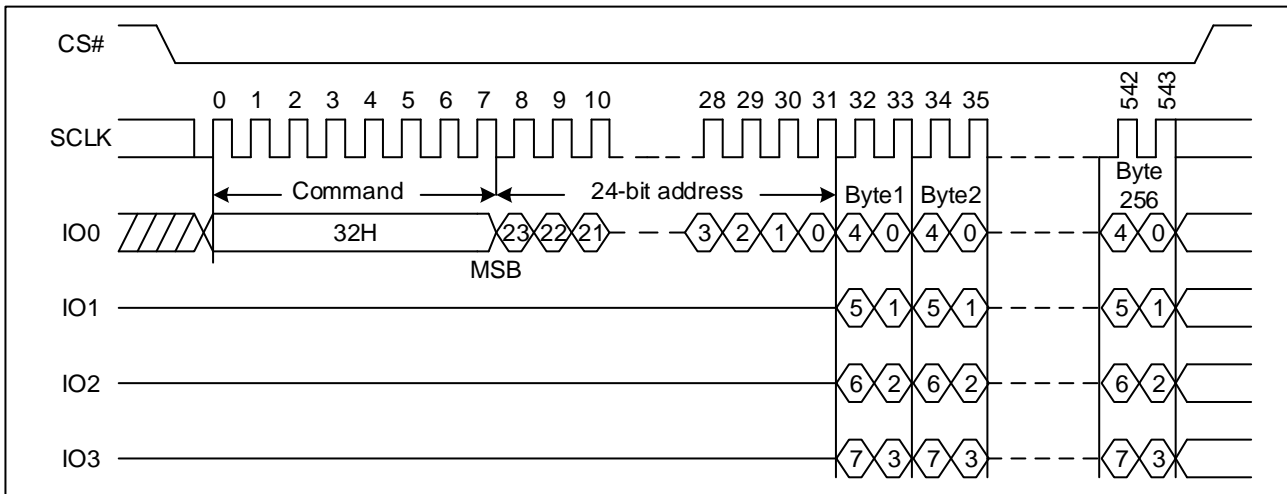 CS#
0 1 2 3 4 5 6 7 8 9 10 28 29 30 31 32 33 34 35 542 543
SCLK
Command 24-bit address Byte1 Byte2 Byte
256
IO0 32H 23 22 21 3 2 1 0 4 0 4 0 4 0
MSB
IO1 5 1 5 1 5 1
IO2 6 2 6 2 6 2
IO3 7 3 7 3 7 3